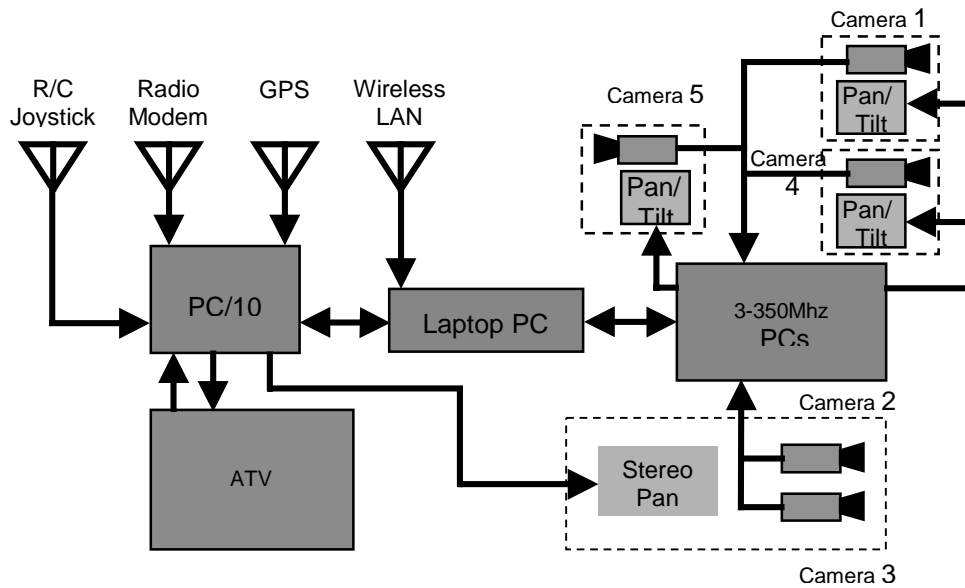 Camera 1
R/C
Joystick
Radio
Modem
GPS
Wireless
LAN
Camera 5
Pan/
Tilt
Camera
4
Pan/
Tilt
Pan/
Tilt
PC/10
Laptop PC
3-350Mhz
PCs
Camera 2
ATV
Stereo
Pan
Camera 3